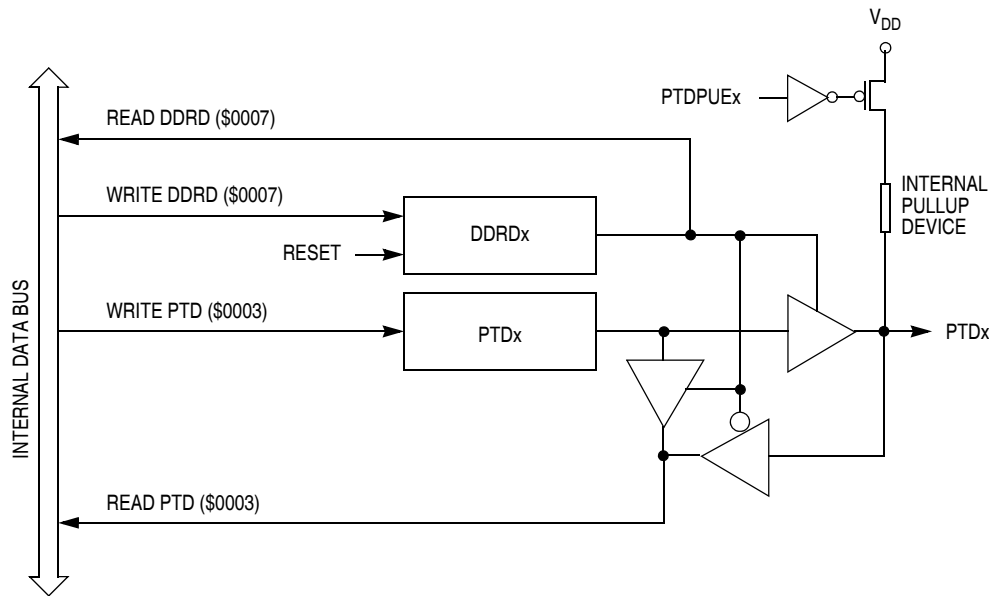 VDD
PTDPUEx
READ DDRD ($0007)
WRITE DDRD ($0007)
INTERNAL
PULLUP
DEVICE
DDRDx
RESET
WRITE PTD ($0003)
PTDx
PTDx
INTERNAL DATA BUS
READ PTD ($0003)